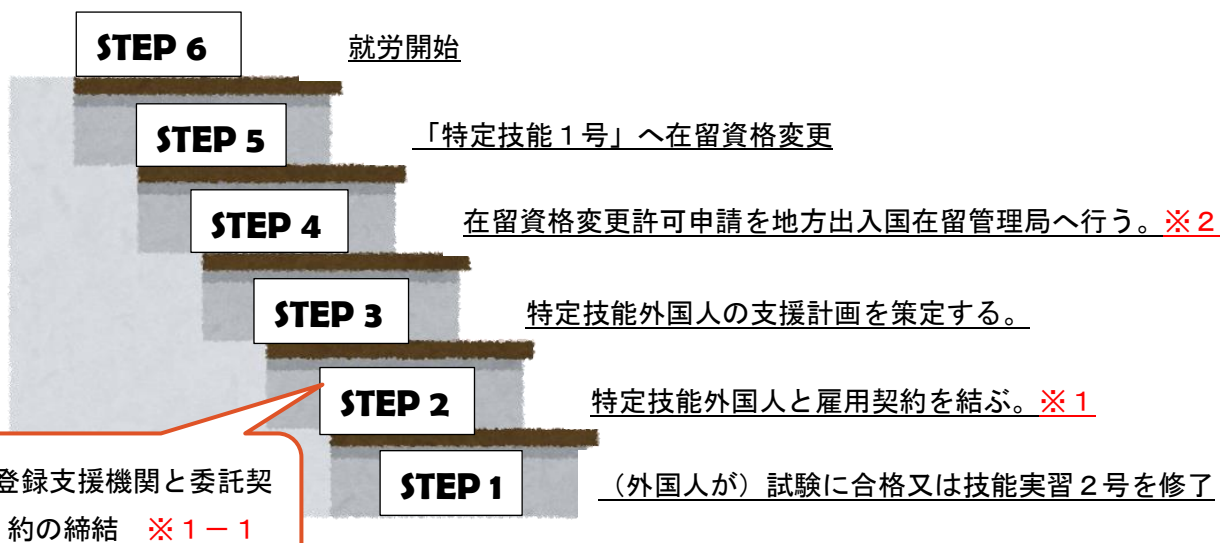 STEP 6 就労開始
STEP 5 「特定技能１号」へ在留資格変更
STEP 4 在留資格変更許可申請を地方出入国在留管理局へ行う。※２
STEP 3 特定技能外国人の支援計画を策定する。
STEP 2 特定技能外国人と雇用契約を結ぶ。※１
STEP 1 （外国人が）試験に合格又は技能実習２号を修了
登録支援機関と委託契
約の締結 ※１－１